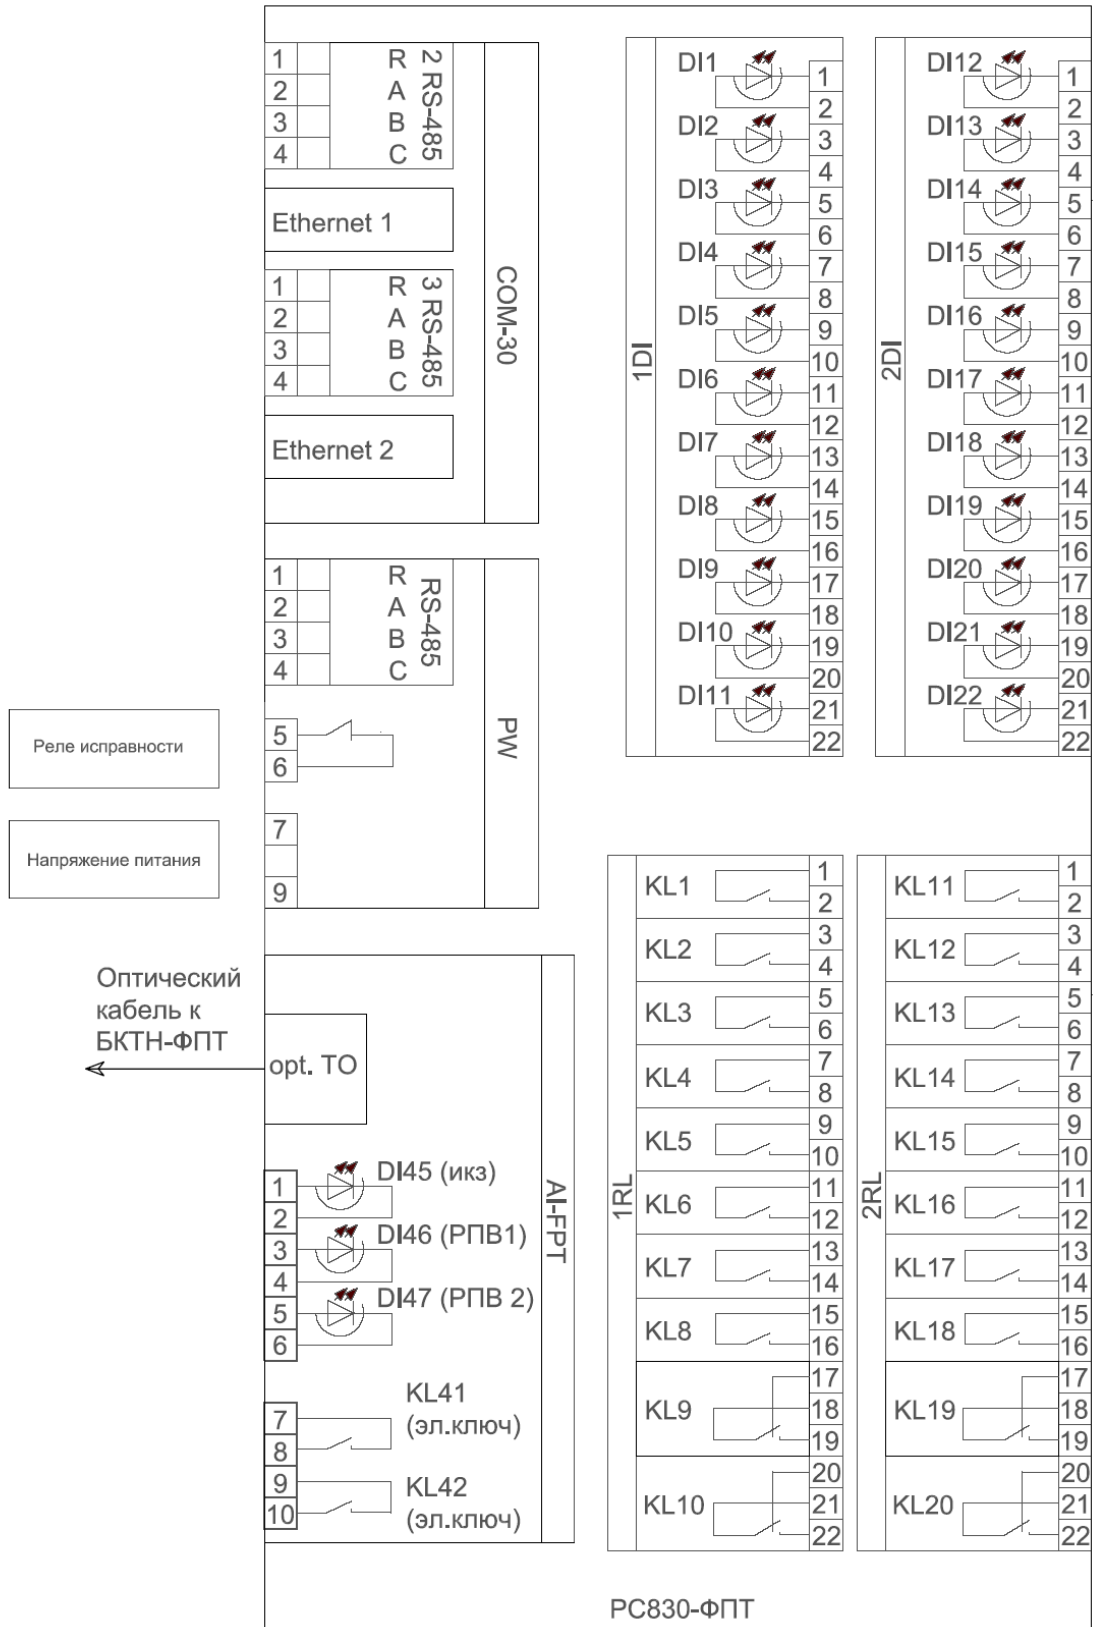 1 R
2 A
3 B
4 C
2 RS-485
Ethernet 1
1 R
2 A
3 B
4 C
3 RS-485
Ethernet 2
COM-30
1 R
2 A
3 B
4 C
RS-485
5
6
7
9
PW
Реле исправности
Напряжение питания
Оптический
кабель к
БКТН-ФПТ
opt. TO
1
DI45 (икз)
2
3
DI46 (РПВ1)
4
5
DI47 (РПВ 2)
6
KL41
(эл.ключ)
7
8
KL42
(эл.ключ)
9
10
AI-FPT
1DI
DI1
1
2
DI2
3
4
DI3
5
6
DI4
7
8
DI5
9
10
DI6
11
12
DI7
13
14
DI8
15
16
DI9
17
18
DI10
19
20
DI11
21
22
2DI
DI12
1
2
DI13
3
4
DI14
5
6
DI15
7
8
DI16
9
10
DI17
11
12
DI18
13
14
DI19
15
16
DI20
17
18
DI21
19
20
DI22
21
22
1RL
KL1
1
2
KL2
3
4
KL3
5
6
KL4
7
8
KL5
9
10
KL6
11
12
KL7
13
14
KL8
15
16
KL9
17
18
19
KL10
20
21
22
2RL
KL11
1
2
KL12
3
4
KL13
5
6
KL14
7
8
KL15
9
10
KL16
11
12
KL17
13
14
KL18
15
16
KL19
17
18
19
KL20
20
21
22
РС830-ФПТ